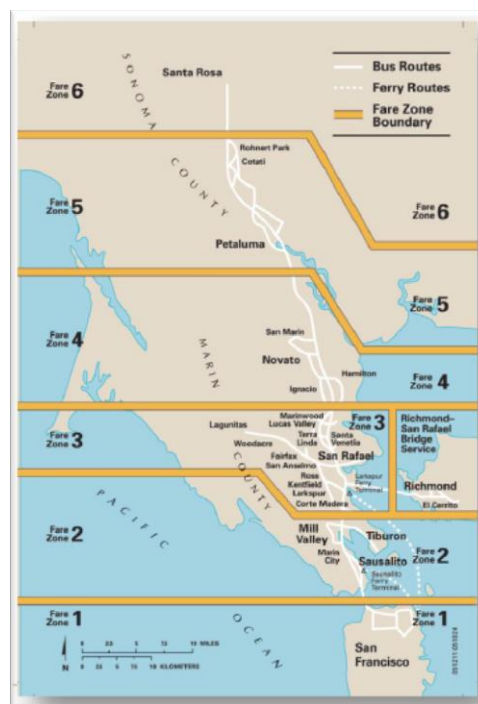 Santa Rosa
Bus Routes
Ferry Routes
Fare Zone
Boundary
Fare
Zone 6
SONOMA
COUNTY
Rohnert Park
Cotati
Fare
Zone 5
Fare
Zone 6
Petaluma
Fare
Zone 5
Fare
Zone 4
MARIN
COUNTY
San Marin
Novato
Hamilton
Ignacio
Fare
Zone 4
Fare
Zone 3
Marinwood
Lucas Valley
Fare
Zone 3
Richmond–
San Rafael
Bridge
Service
Lagunitas
Terra
Linda
Santa
Venetia
Woodacre
Fairfax
San Rafael
San Anselmo
Ross
Kentfield
Larkspur
Larkspur
Ferry
Terminal
Richmond
Corte Madera
El Cerrito
Fare
Zone 2
PACIFIC
OCEAN
Mill
Valley
Tiburon
Marin
City
Sausalito
Fare
Zone 2
Sausalito
Ferry
Terminal
Fare
Zone 1
Fare
Zone 1
San
Francisco
N
MILES
KILOMETERS